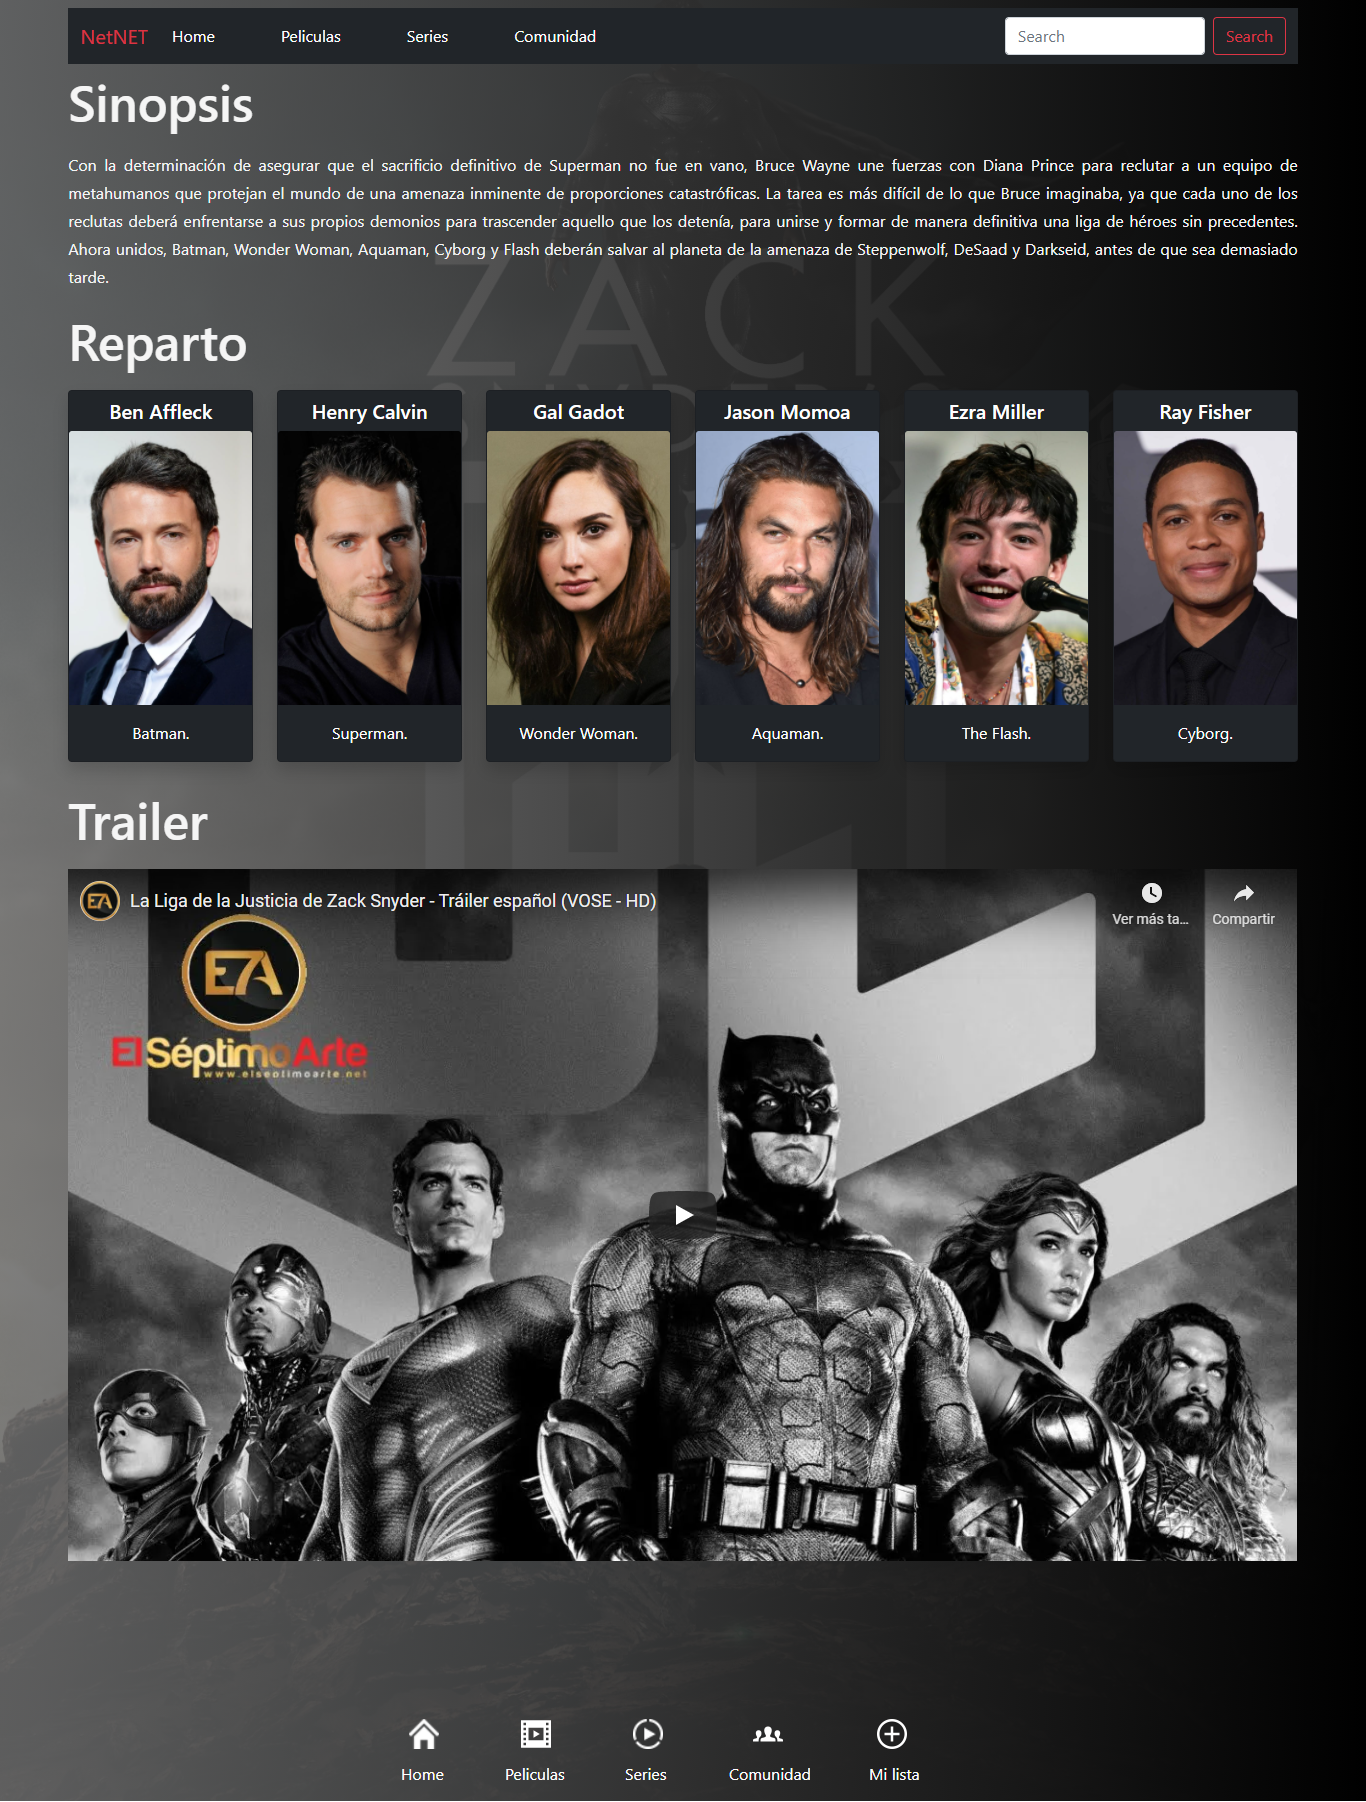 NetNET Home Peliculas Series Comunidad Search Search
Sinopsis
Con la determinación de asegurar que el sacrificio definitivo de Superman no fue en vano, Bruce Wayne une fuerzas con Diana Prince para reclutar a un equipo de
metahumanos que protejan el mundo de una amenaza inminente de proporciones catastróficas. La tarea es más difícil de lo que Bruce imaginaba, ya que cada uno de los
reclutas deberá enfrentarse a sus propios demonios para trascender aquello que los detenía, para unirse y formar de manera definitiva una liga de héroes sin precedentes.
Ahora unidos, Batman, Wonder Woman, Aquaman, Cyborg y Flash deberán salvar al planeta de la amenaza de Steppenwolf, DeSaad y Darkseid, antes de que sea demasiado
tarde.
ZACK
SNYDER'S
Reparto
Ben Affleck Henry Calvin Gal Gadot Jason Momoa Ezra Miller Ray Fisher
Batman. Superman. Wonder Woman. Aquaman. The Flash. Cyborg.
Trailer
EA La Liga de la Justicia de Zack Snyder - Tráiler español (VOSE - HD)
Ver más ta... Compartir
E7A
ElSéptimoArte
www.elseptimoarte.net
Home Peliculas Series Comunidad Mi lista